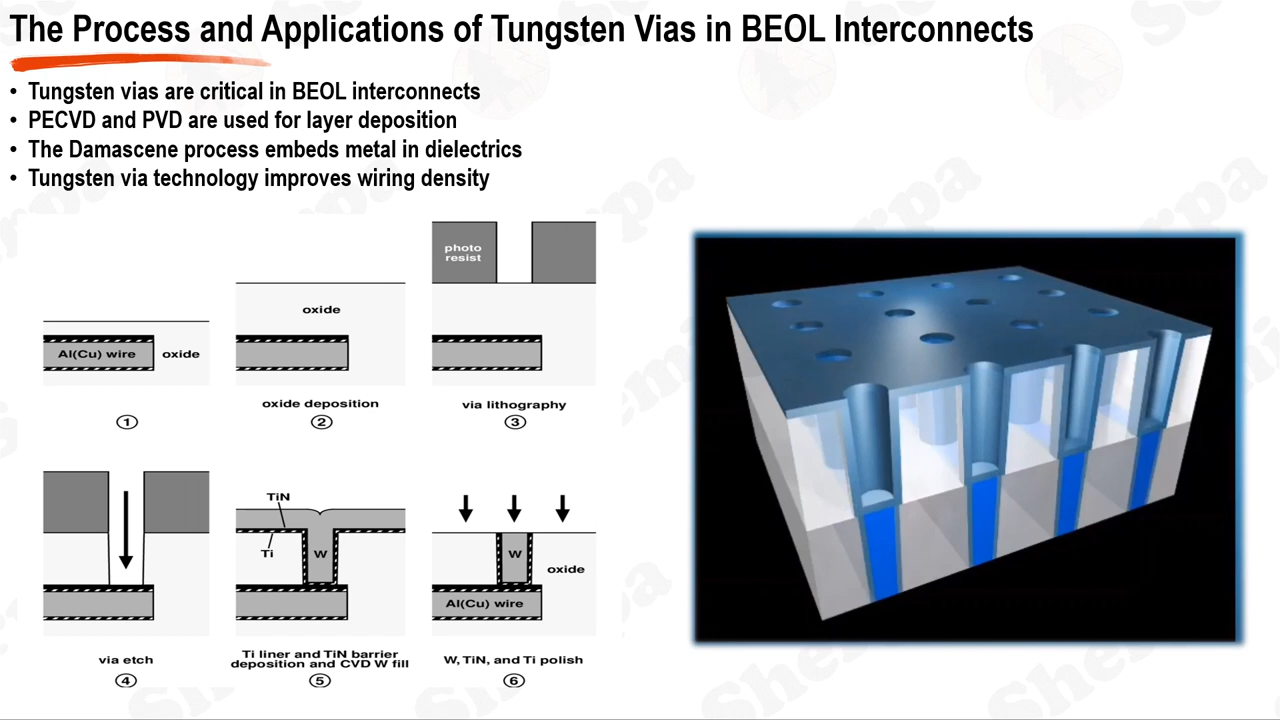 The Process and Applications of Tungsten Vias in BEOL Interconnects
• Tungsten vias are critical in BEOL interconnects
• PECVD and PVD are used for layer deposition
• The Damascene process embeds metal in dielectrics
• Tungsten via technology improves wiring density
Al(Cu) wire
oxide
①
oxide
oxide deposition
②
photo
resist
via lithography
③
via etch
④
TiN
Ti
W
Ti liner and TiN barrier
deposition and CVD W fill
⑤
W
oxide
Al(Cu) wire
W, TiN, and Ti polish
⑥